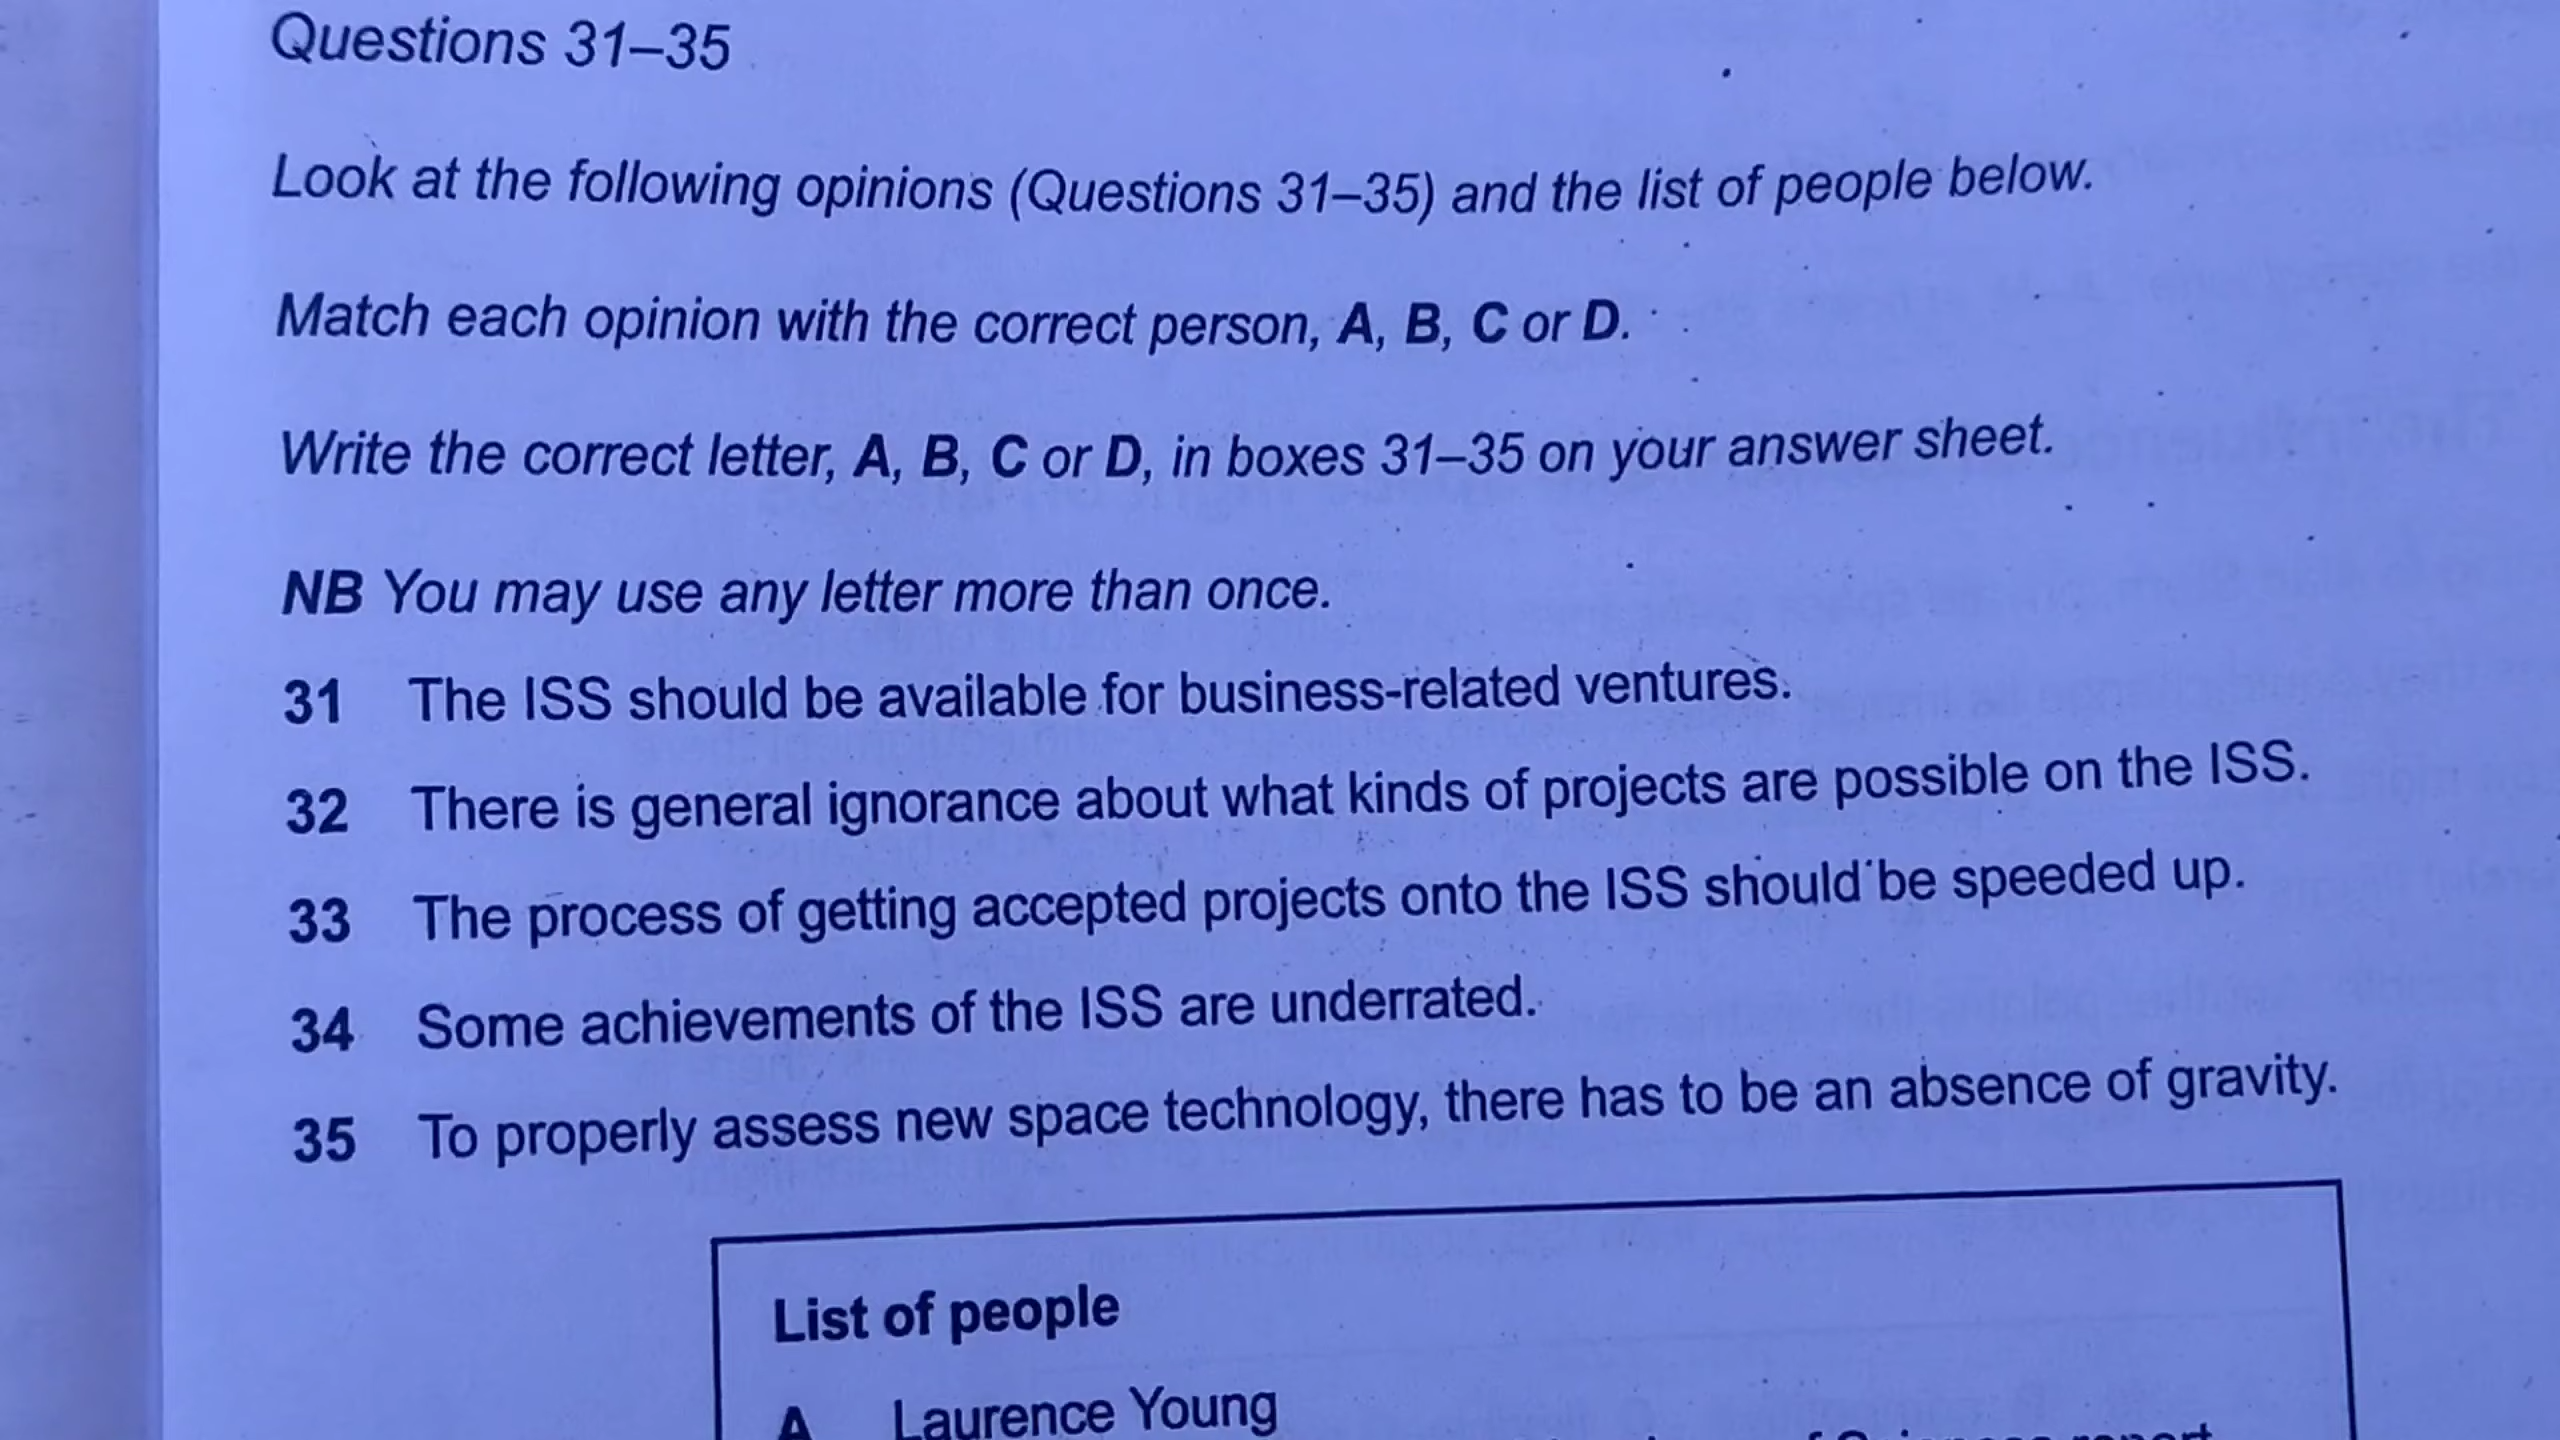 Questions 31–35
Look at the following opinions (Questions 31–35) and the list of people below.
Match each opinion with the correct person, A, B, C or D.
Write the correct letter, A, B, C or D, in boxes 31–35 on your answer sheet.
NB You may use any letter more than once.
31 The ISS should be available for business-related ventures.
32 There is general ignorance about what kinds of projects are possible on the ISS.
33 The process of getting accepted projects onto the ISS should be speeded up.
34 Some achievements of the ISS are underrated.
35 To properly assess new space technology, there has to be an absence of gravity.
List of people
A Laurence Young
of Sciences report